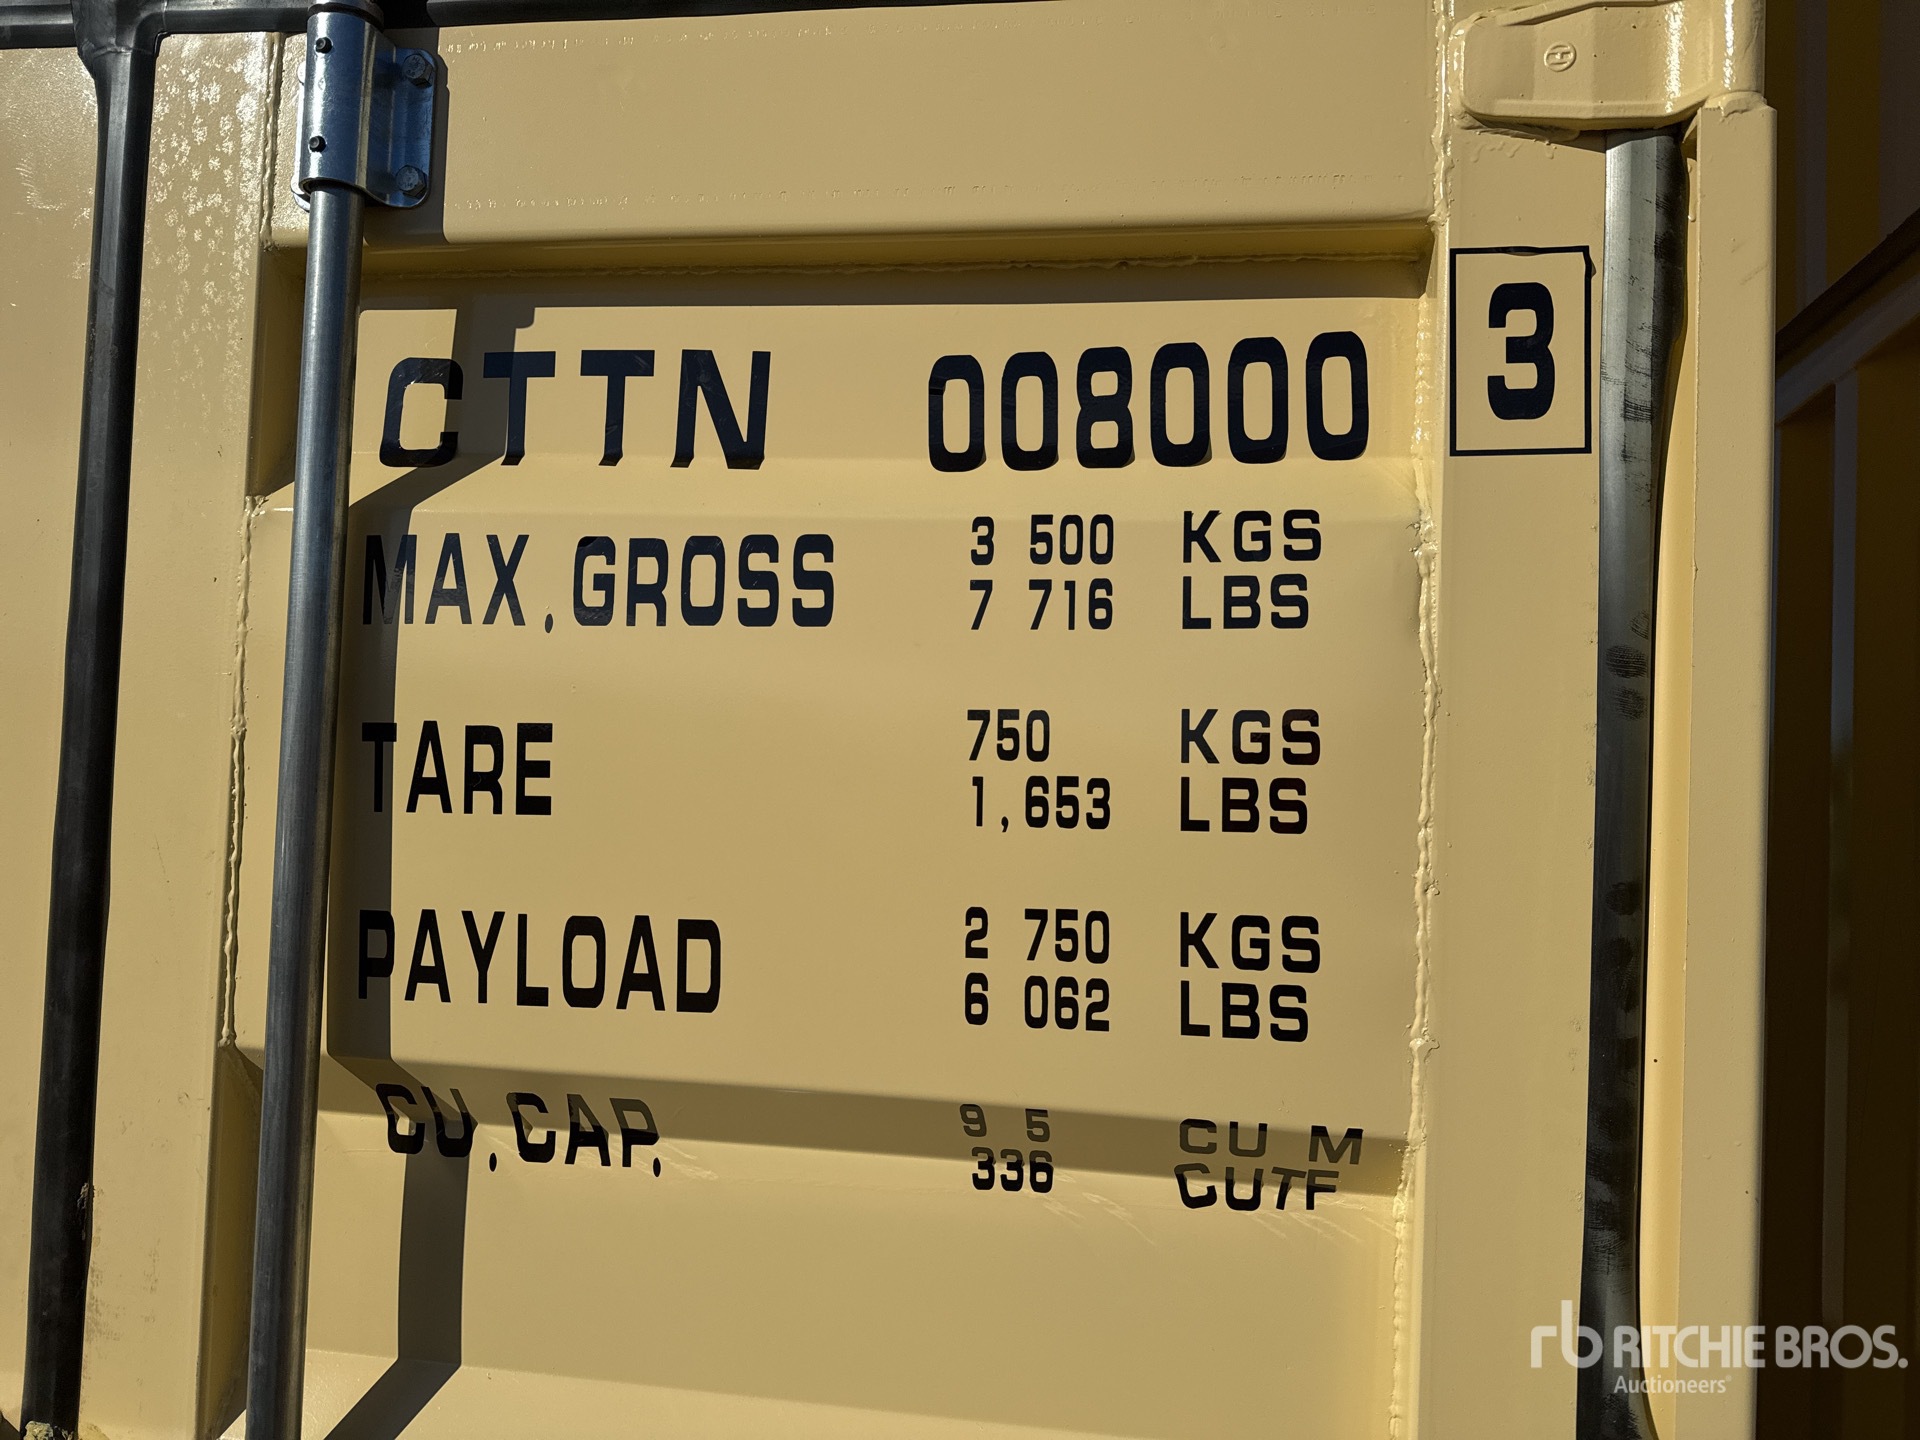 CTTN 008000 3
MAX.GROSS 3 500 KGS
7 716 LBS
TARE 750 KGS
1,653 LBS
PAYLOAD 2 750 KGS
6 062 LBS
CU.CAP. 9 5 CU M
336 CUTF
H
rb RITCHIE BROS.
Auctioneers